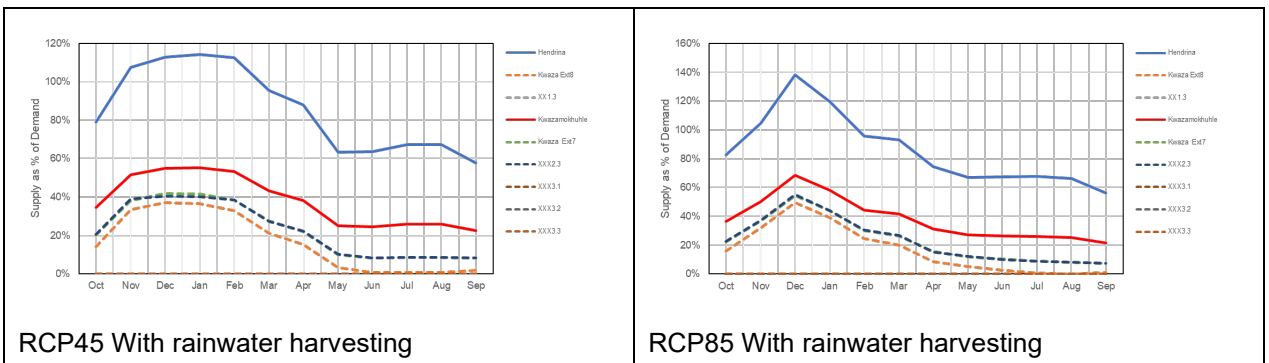 120%
100%
80%
60%
40%
20%
0%
Supply as % of Demand
Oct Nov Dec Jan Feb Mar Apr May Jun Jul Aug Sep
Hendrina
Kwaza Ext8
XX1.3
Kwazamokhuhle
Kwaza Ext7
XXX2.3
XXX3.1
XXX3.2
XXX3.3
RCP45 With rainwater harvesting
160%
140%
120%
100%
80%
60%
40%
20%
0%
Supply as % of Demand
Oct Nov Dec Jan Feb Mar Apr May Jun Jul Aug Sep
Hendrina
Kwaza Ext8
XX1.3
Kwazamokhuhle
Kwaza Ext7
XXX2.3
XXX3.1
XXX3.2
XXX3.3
RCP85 With rainwater harvesting